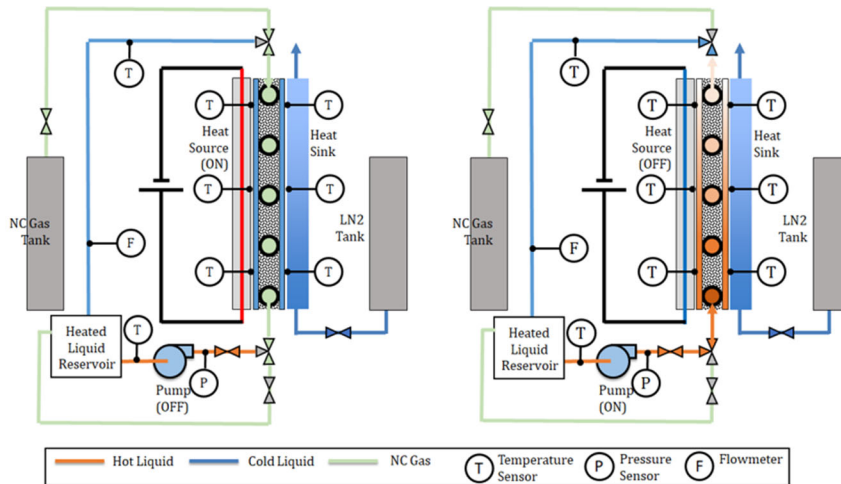 T
T
T
T
T
T
T
Heat
Source
(ON)
Heat
Sink
NC Gas
Tank
LN2
Tank
F
Heated
Liquid
Reservoir
T
P
Pump
(OFF)
T
T
T
T
T
T
T
Heat
Source
(OFF)
Heat
Sink
NC Gas
Tank
LN2
Tank
F
Heated
Liquid
Reservoir
T
P
Pump
(ON)
Hot Liquid
Cold Liquid
NC Gas
T Temperature
Sensor
P Pressure
Sensor
F Flowmeter